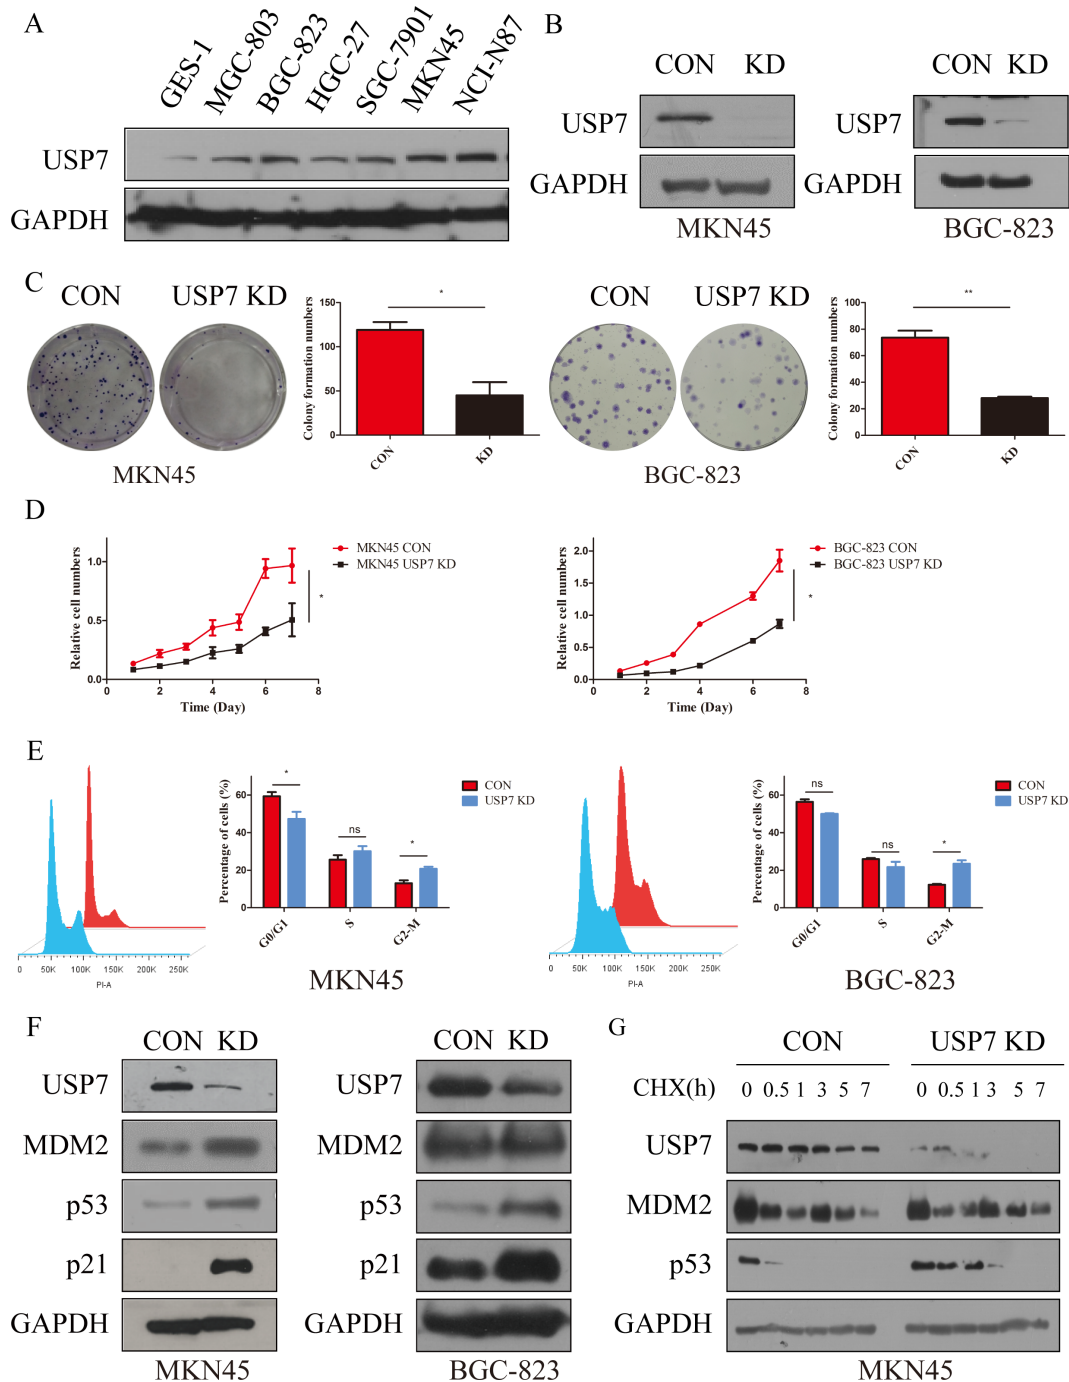 A
GES-1 MGC-803 BGC-823 HGC-27 SGC-7901 MKN45 NCI-N87
USP7
GAPDH
B
CON KD
USP7
GAPDH
MKN45
CON KD
USP7
GAPDH
BGC-823
C
CON USP7 KD
MKN45
Colony formation numbers
150
100
50
0
*
CON KD
CON USP7 KD
BGC-823
Colony formation numbers
100
80
60
40
20
0
**
CON KD
D
Relative cell numbers
1.0
0.5
0.0
0 2 4 6 8
Time (Day)
MKN45 CON
MKN45 USP7 KD
*
Relative cell numbers
2.0
1.5
1.0
0.5
0.0
0 2 4 6 8
Time (Day)
BGC-823 CON
BGC-823 USP7 KD
*
E
0 50K 100K 150K 200K 250K
PI-A
Percentage of cells (%)
60
40
20
0
* ns *
G0/G1 S G2-M
CON
USP7 KD
MKN45
0 50K 100K 150K 200K 250K
PI-A
Percentage of cells (%)
60
40
20
0
ns ns *
G0/G1 S G2-M
CON
USP7 KD
BGC-823
F
CON KD
USP7
MDM2
p53
p21
GAPDH
MKN45
CON KD
USP7
MDM2
p53
p21
GAPDH
BGC-823
G
CON USP7 KD
CHX(h) 0 0.5 1 3 5 7 0 0.5 1 3 5 7
USP7
MDM2
p53
GAPDH
MKN45